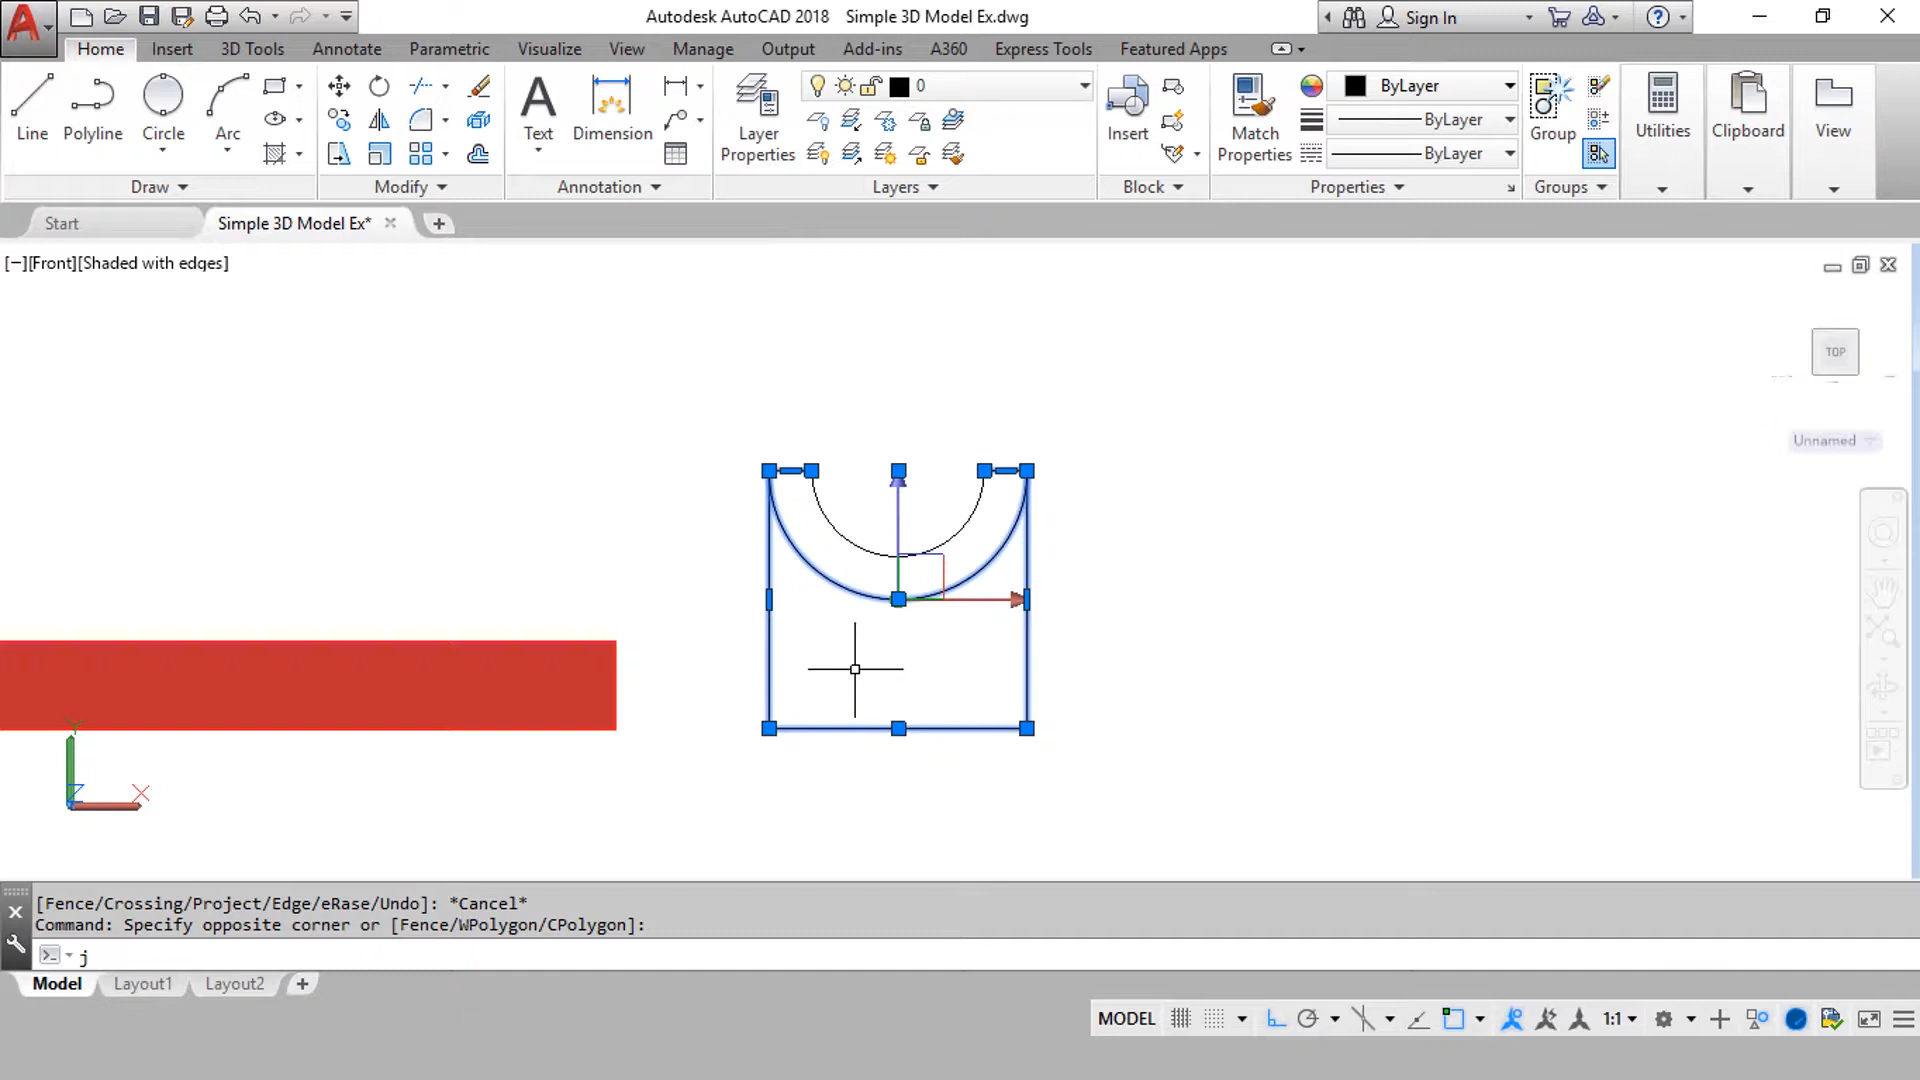 Autodesk AutoCAD 2018 Simple 3D Model Ex.dwg
Sign In
Home Insert 3D Tools Annotate Parametric Visualize View Manage Output Add-ins A360 Express Tools Featured Apps
Line Polyline Circle Arc
Text Dimension
Layer Properties
0
Insert
Match Properties
ByLayer
ByLayer
ByLayer
Group
Utilities Clipboard View
Draw Modify Annotation Layers Block Properties Groups
Start Simple 3D Model Ex*
[−][Front][Shaded with edges]
TOP
Unnamed
Y
Z
X
[Fence/Crossing/Project/Edge/eRase/Undo]: *Cancel*
Command: Specify opposite corner or [Fence/WPolygon/CPolygon]:
j
Model Layout1 Layout2
MODEL 1:1